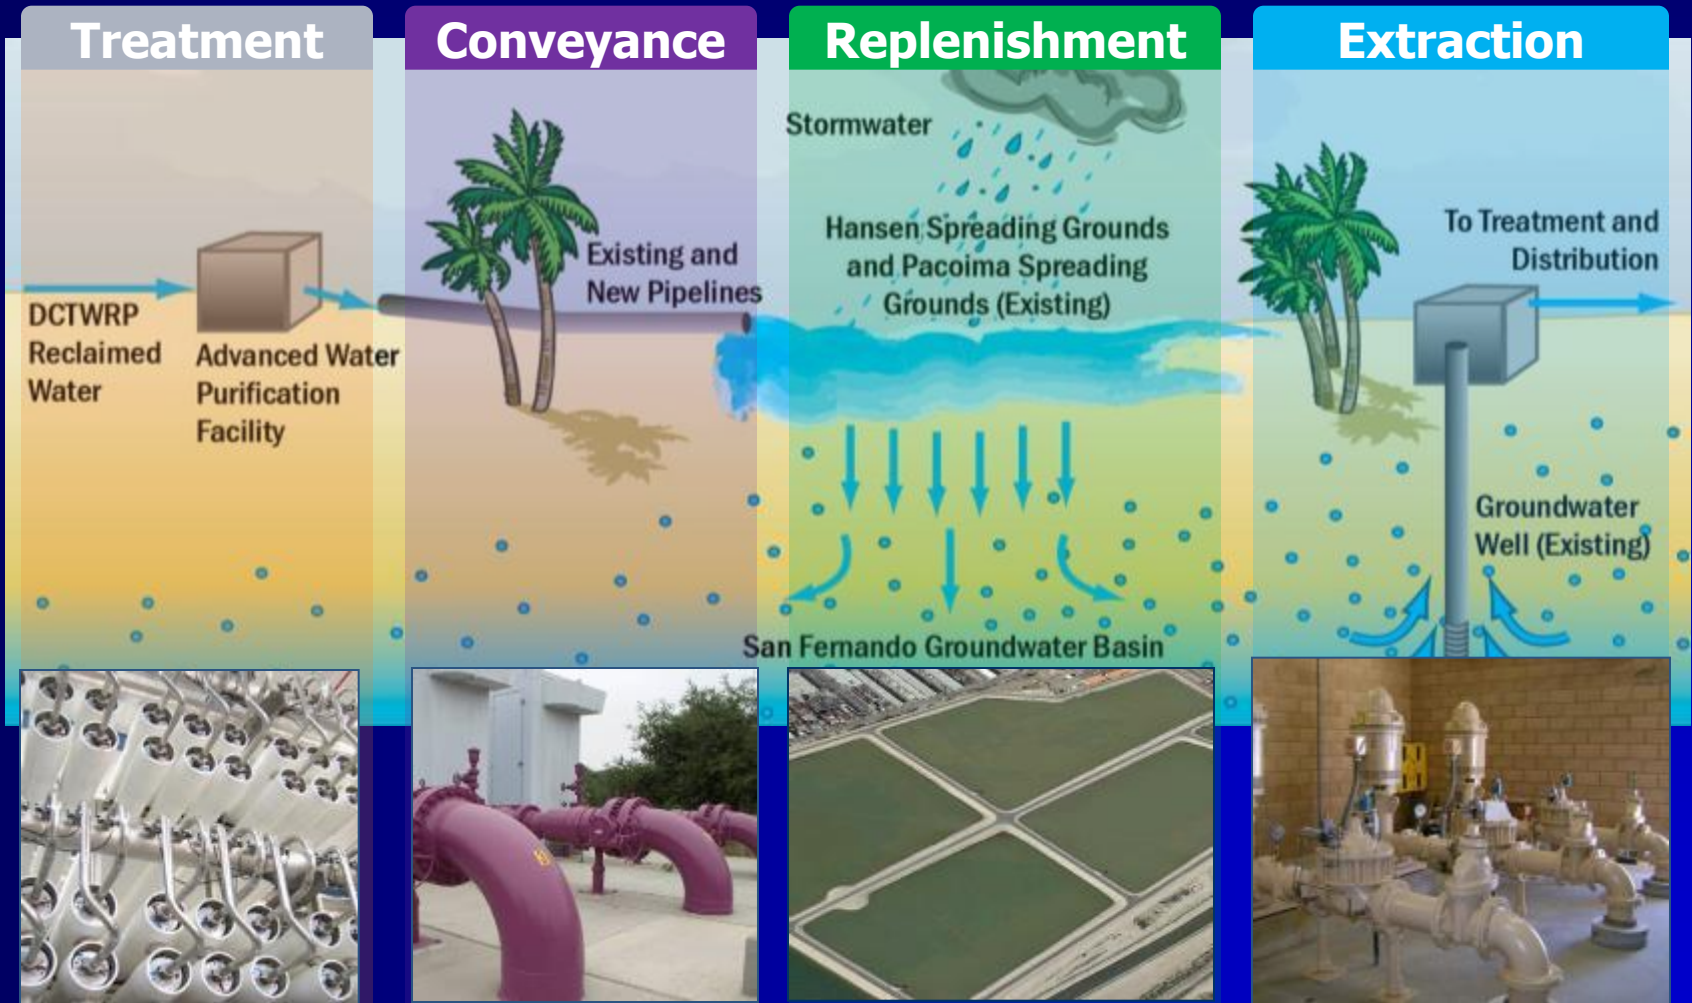 Treatment
Conveyance
Replenishment
Extraction
DCTWRP
Reclaimed
Water
Advanced Water
Purification
Facility
Existing and
New Pipelines
Stormwater
Hansen Spreading Grounds
and Pacoima Spreading
Grounds (Existing)
San Fernando Groundwater Basin
To Treatment and
Distribution
Groundwater
Well (Existing)